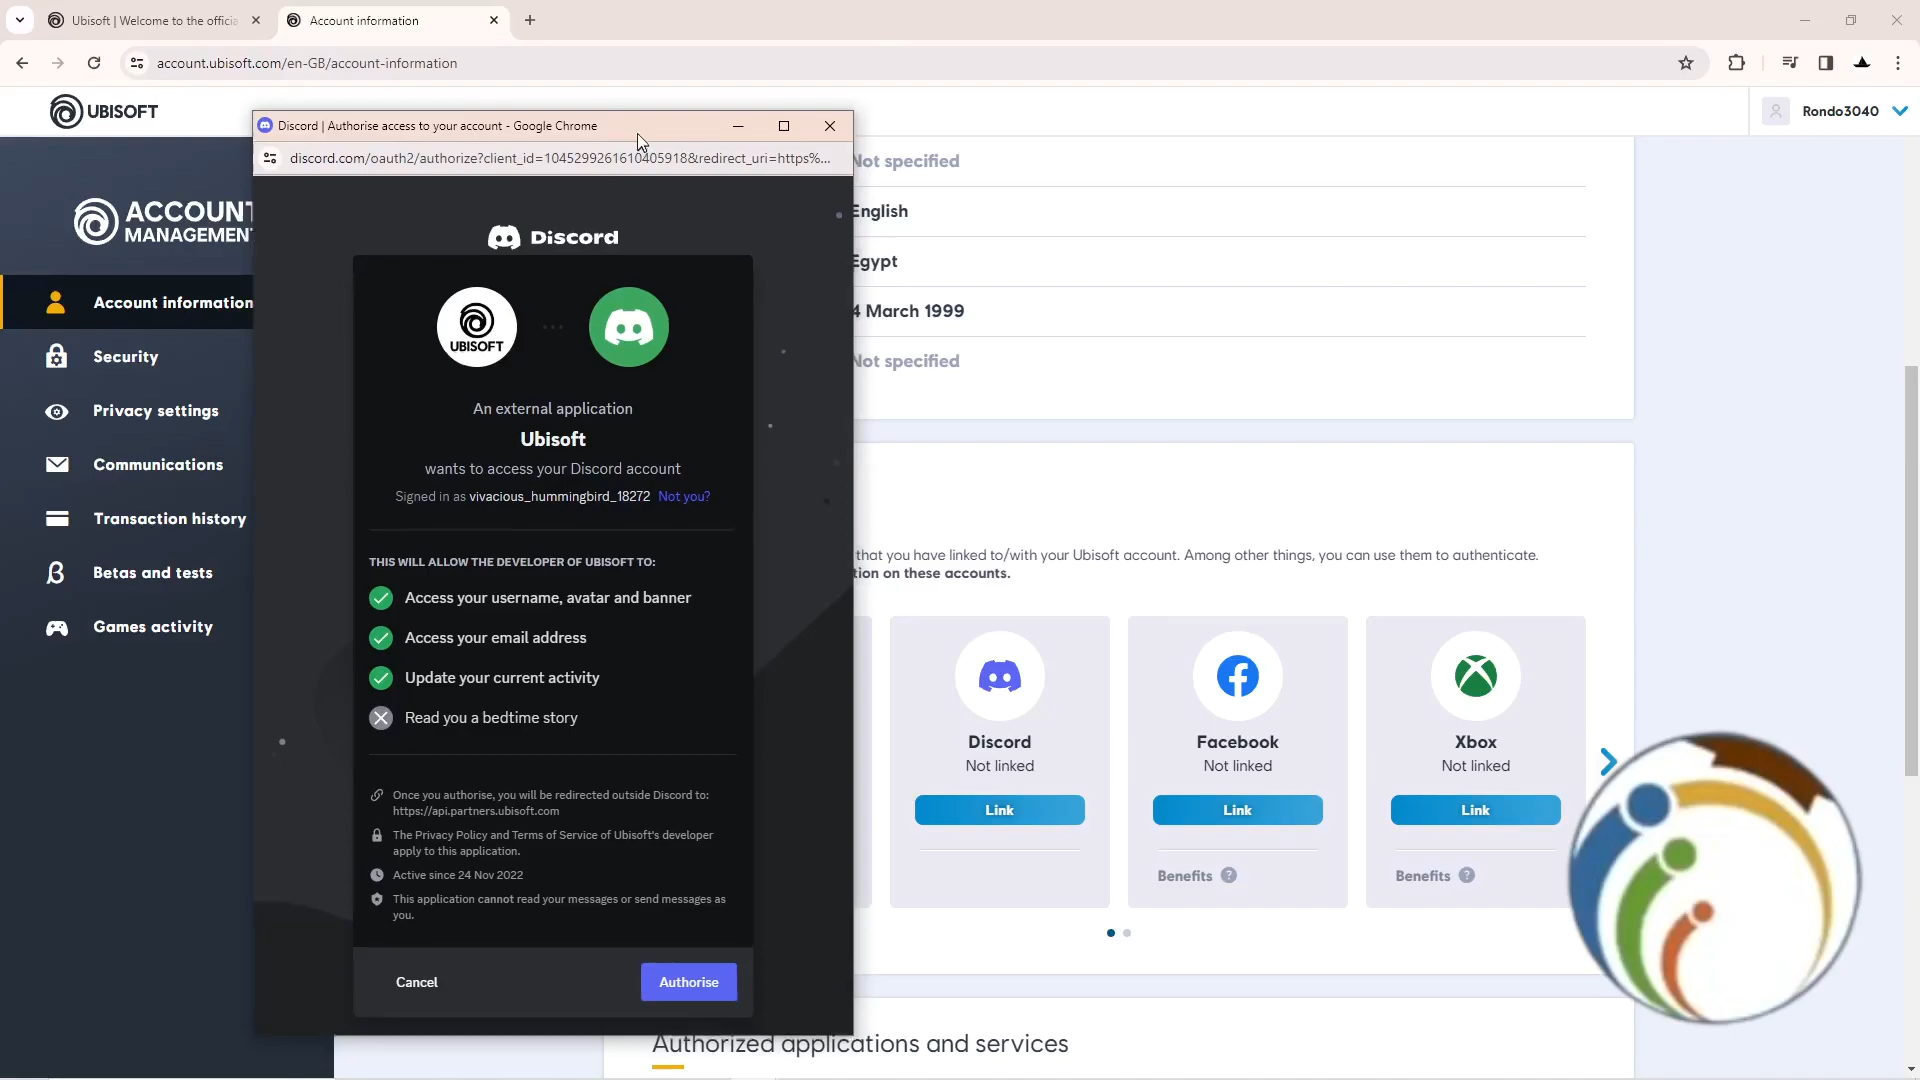 Ubisoft | Welcome to the officia
Account information
account.ubisoft.com/en-GB/account-information
UBISOFT
Rondo3040
Discord | Authorise access to your account - Google Chrome
discord.com/oauth2/authorize?client_id=1045299261610405918&redirect_uri=https%...
ACCOUNT
MANAGEMENT
Account information
Security
Privacy settings
Communications
Transaction history
β
Betas and tests
Games activity
Discord
UBISOFT
An external application
Ubisoft
wants to access your Discord account
Signed in as vivacious_hummingbird_18272 Not you?
THIS WILL ALLOW THE DEVELOPER OF UBISOFT TO:
Access your username, avatar and banner
Access your email address
Update your current activity
Read you a bedtime story
Once you authorise, you will be redirected outside Discord to:
https://api.partners.ubisoft.com
The Privacy Policy and Terms of Service of Ubisoft's developer
apply to this application.
Active since 24 Nov 2022
This application cannot read your messages or send messages as
you.
Cancel
Authorise
Not specified
English
Egypt
4 March 1999
Not specified
that you have linked to/with your Ubisoft account. Among other things, you can use them to authenticate.
tion on these accounts.
Discord
Not linked
Link
Facebook
Not linked
Link
Benefits ?
Xbox
Not linked
Link
Benefits ?
Authorized applications and services